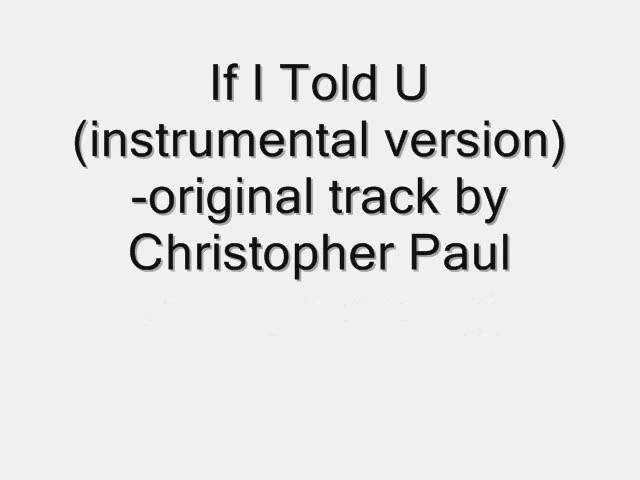 If I Told U
(instrumental version)
-original track by
Christopher Paul